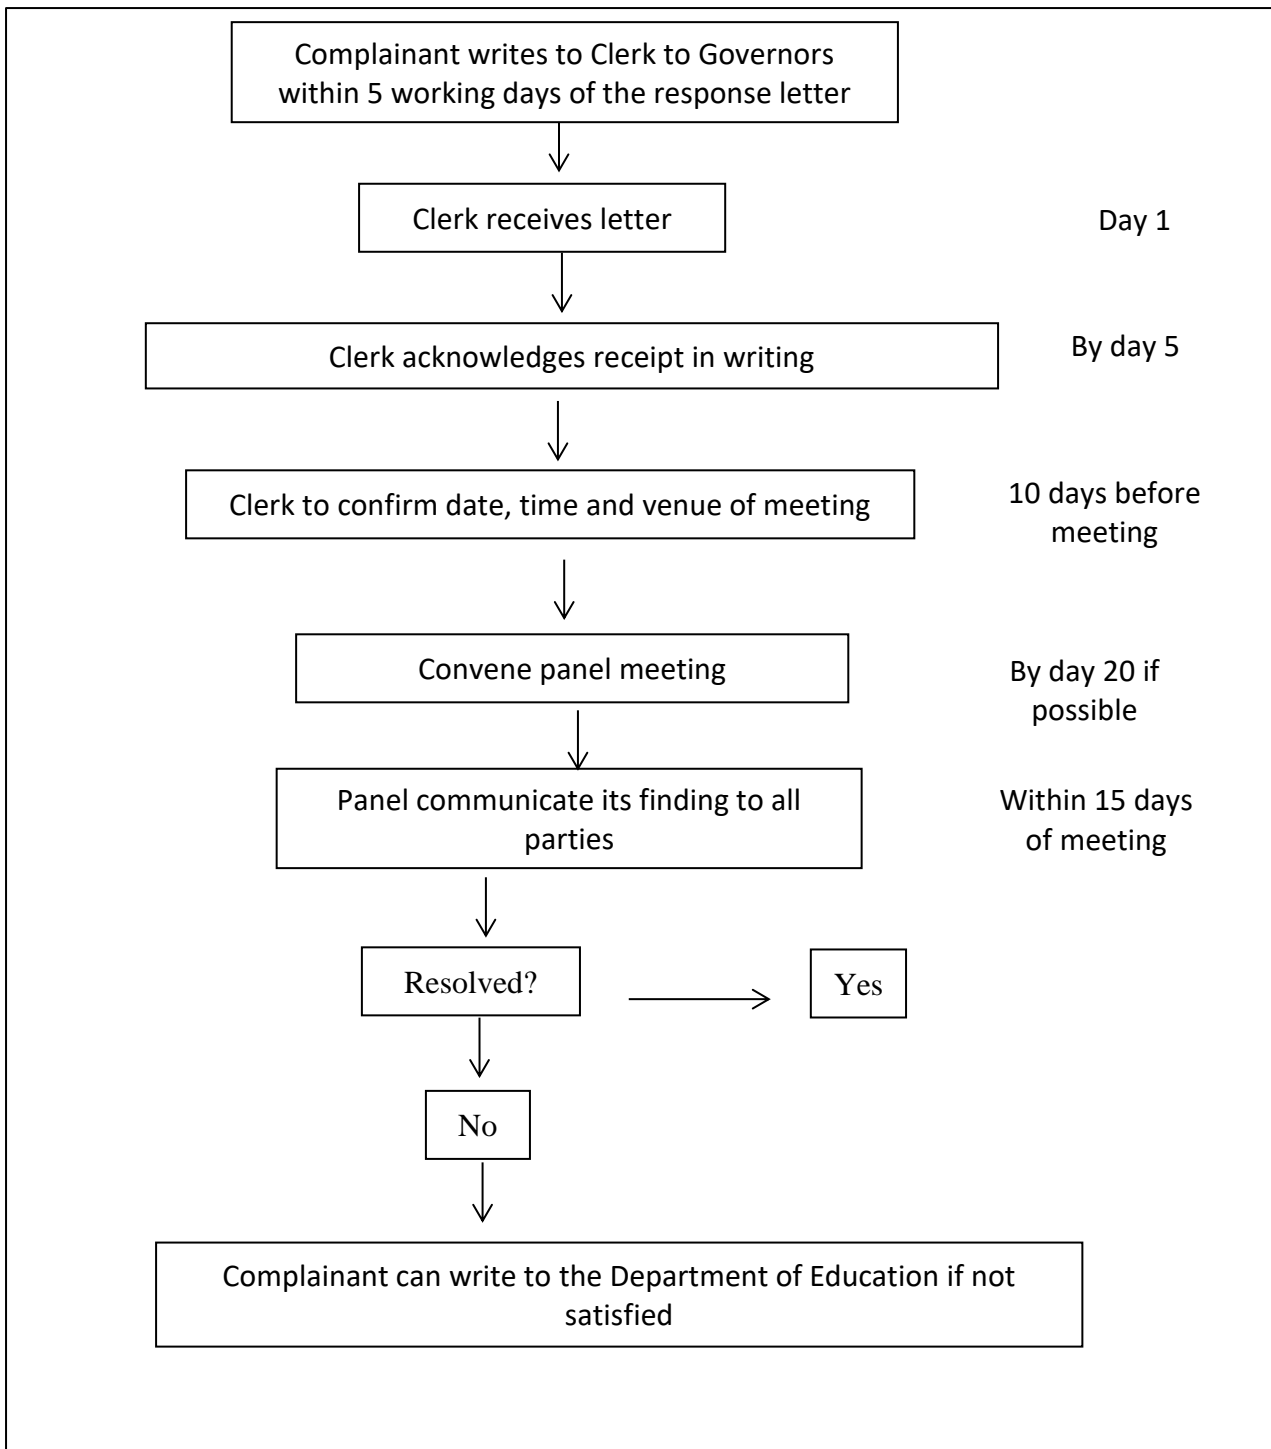 Complainant writes to Clerk to Governors
within 5 working days of the response letter
Clerk receives letter
Day 1
Clerk acknowledges receipt in writing
By day 5
Clerk to confirm date, time and venue of meeting
10 days before
meeting
Convene panel meeting
By day 20 if
possible
Panel communicate its finding to all
parties
Within 15 days
of meeting
Resolved?
Yes
No
Complainant can write to the Department of Education if not
satisfied